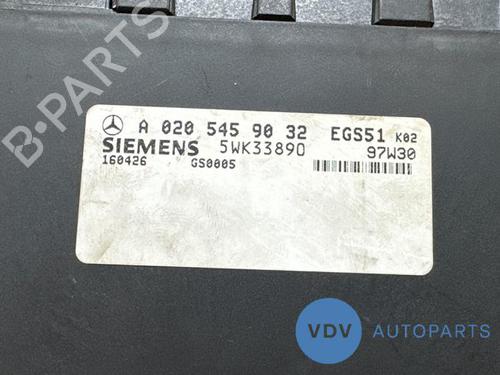 B-PARTS
A 020 545 90 32 EGS51 K02
SIEMENS 5WK33890 97W30
160426 GS0005
VDV AUTOPARTS